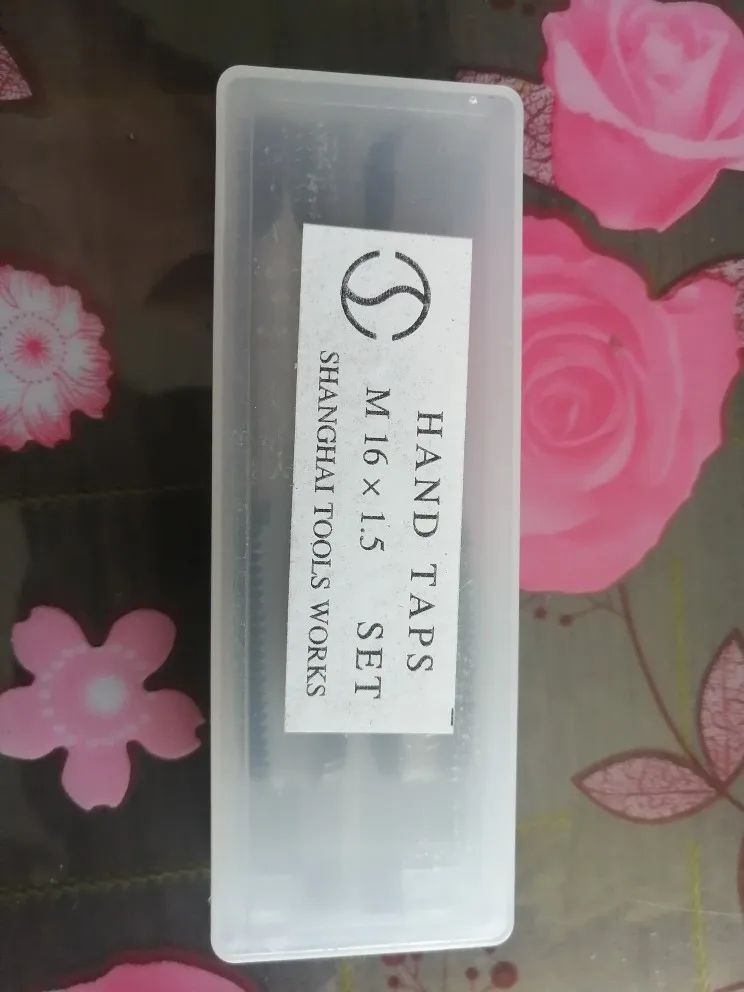 HAND TAPS
M 16 × 1.5 SET
SHANGHAI TOOLS WORKS